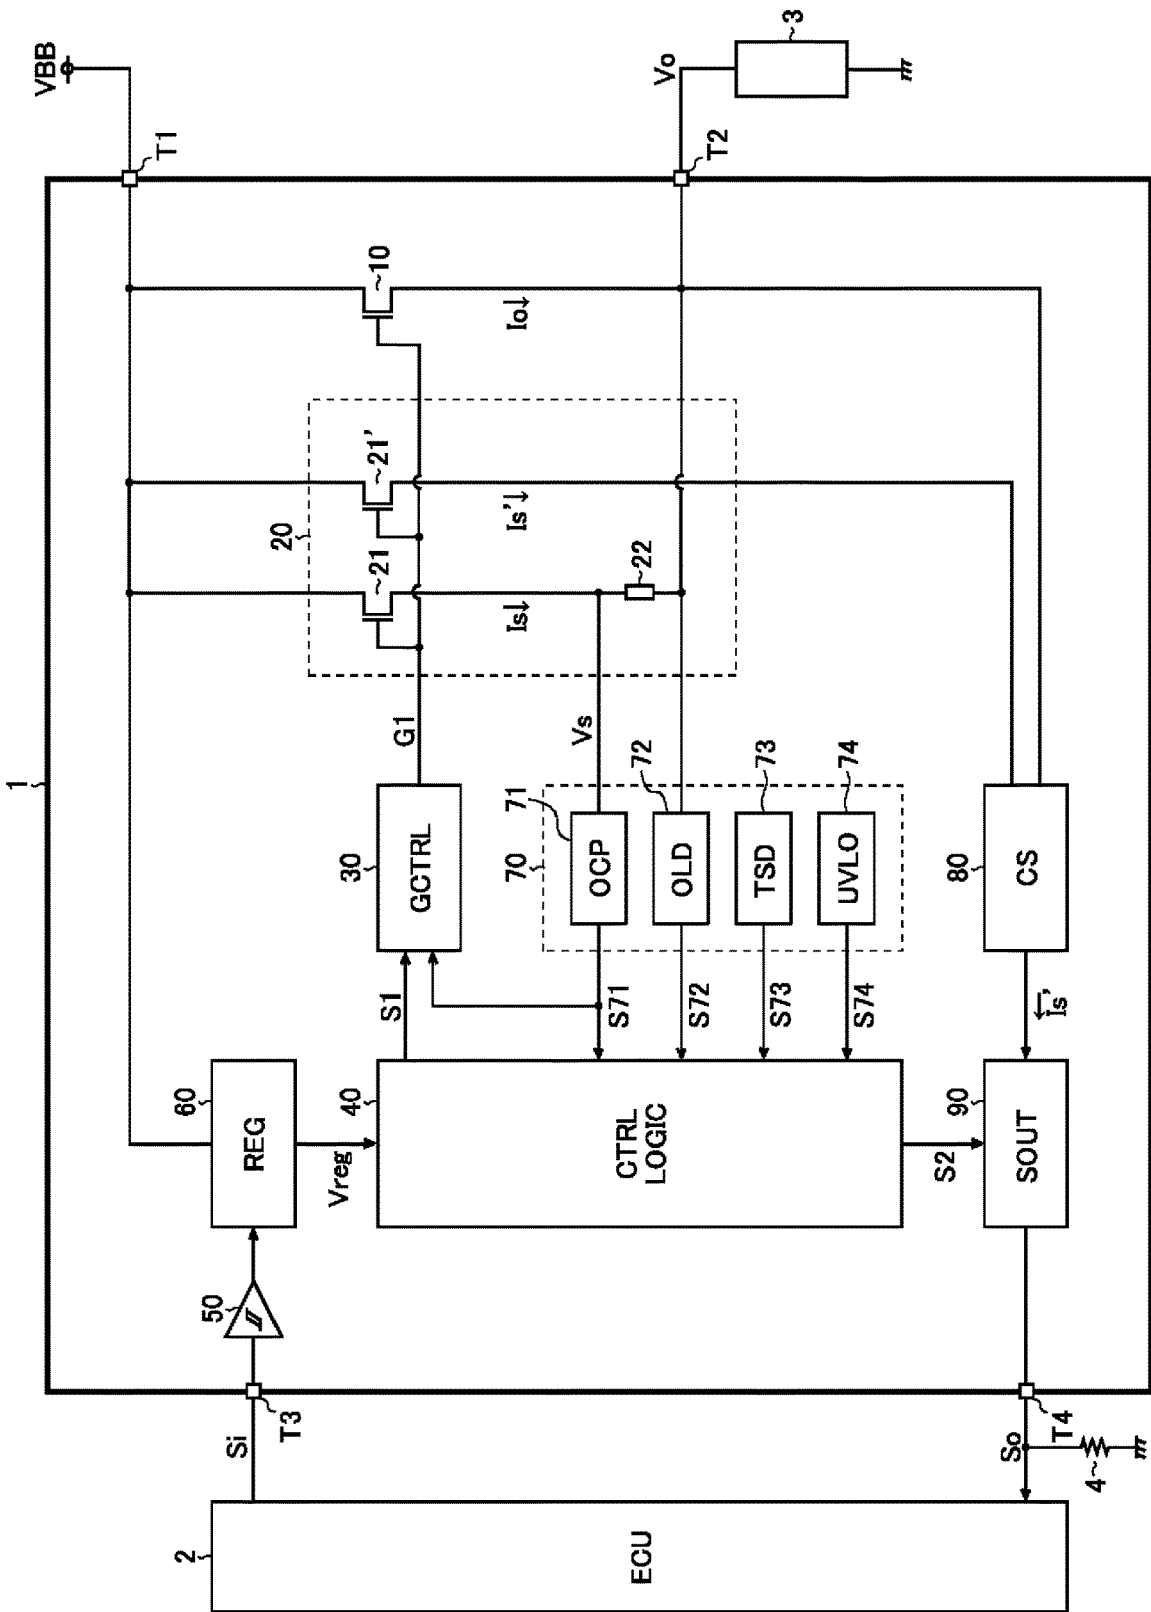 1
VBB
T1
Vo
3
T2
10
Io
20
21'
Is'
21
Is
22
G1
Vs
30
GCTRL
S1
70
71
OCP
S71
72
OLD
S72
73
TSD
S73
74
UVLO
S74
80
CS
Is'
60
REG
Vreg
40
CTRL
LOGIC
S2
90
SOUT
50
T3
Si
T4
So
4
2
ECU